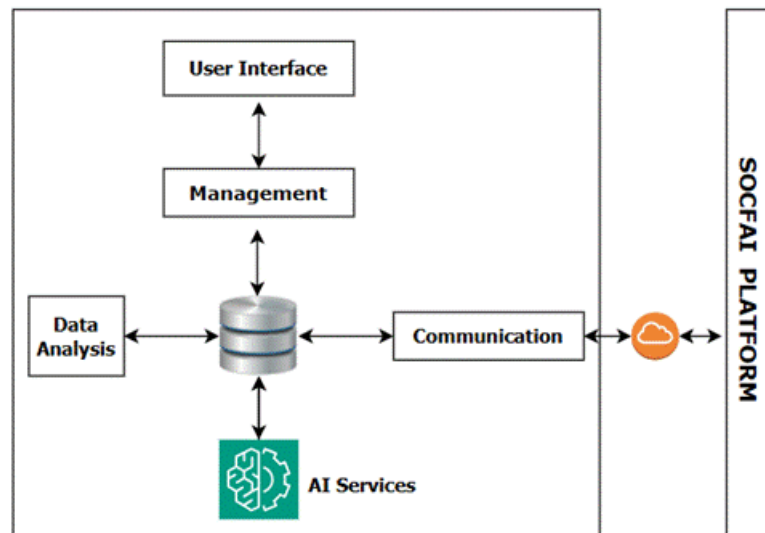 User Interface
Management
Data
Analysis
Communication
AI Services
SOCFAI PLATFORM